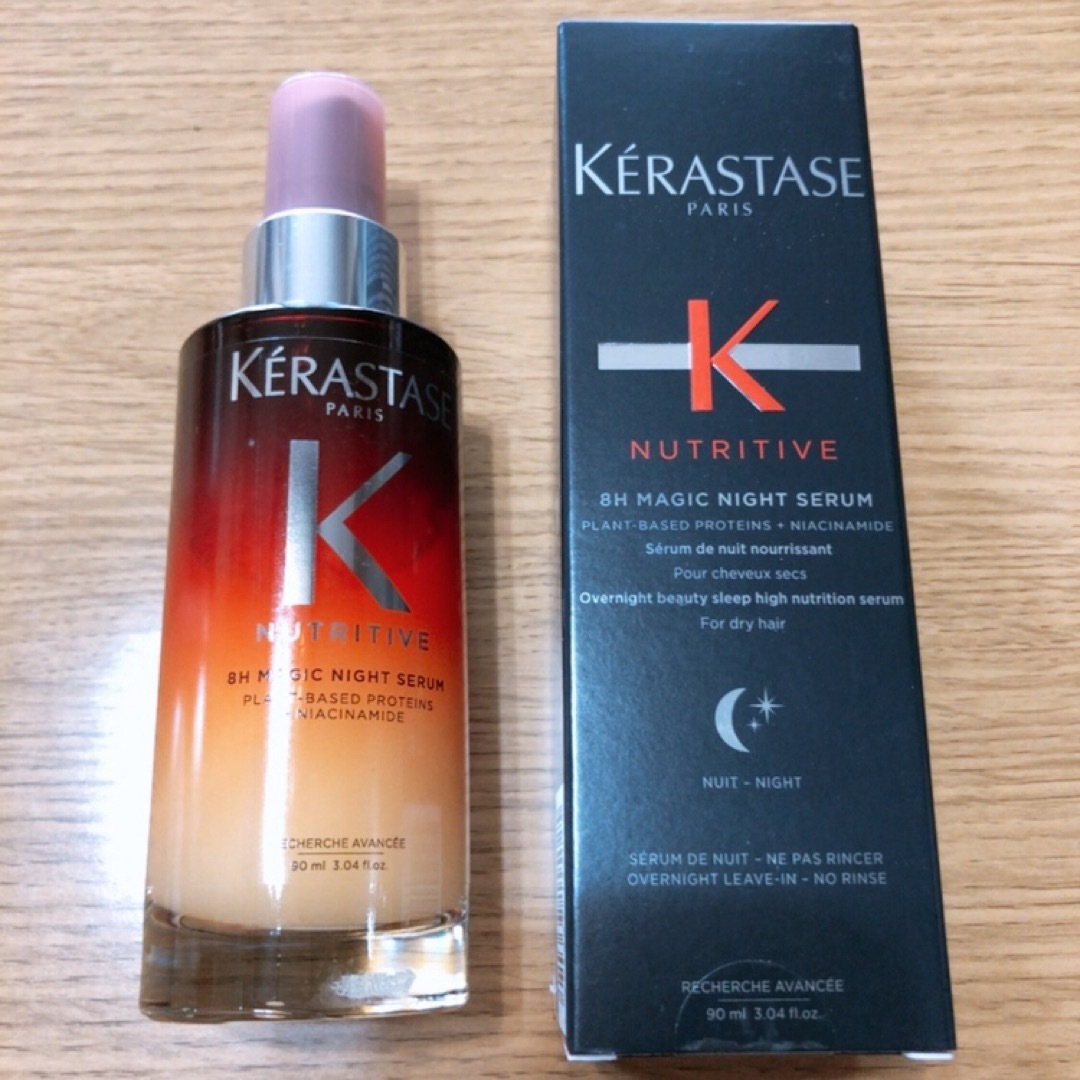 KÉRASTASE
PARIS
K
NUTRITIVE
8H MAGIC NIGHT SERUM
PLANT-BASED PROTEINS
+ NIACINAMIDE
RECHERCHE AVANCÉE
90 ml 3.04 fl.oz.
KÉRASTASE
PARIS
K
NUTRITIVE
8H MAGIC NIGHT SERUM
PLANT-BASED PROTEINS + NIACINAMIDE
Sérum de nuit nourrissant
Pour cheveux secs
Overnight beauty sleep high nutrition serum
For dry hair
NUIT - NIGHT
SÉRUM DE NUIT - NE PAS RINCER
OVERNIGHT LEAVE-IN - NO RINSE
RECHERCHE AVANCÉE
90 ml 3.04 fl.oz.